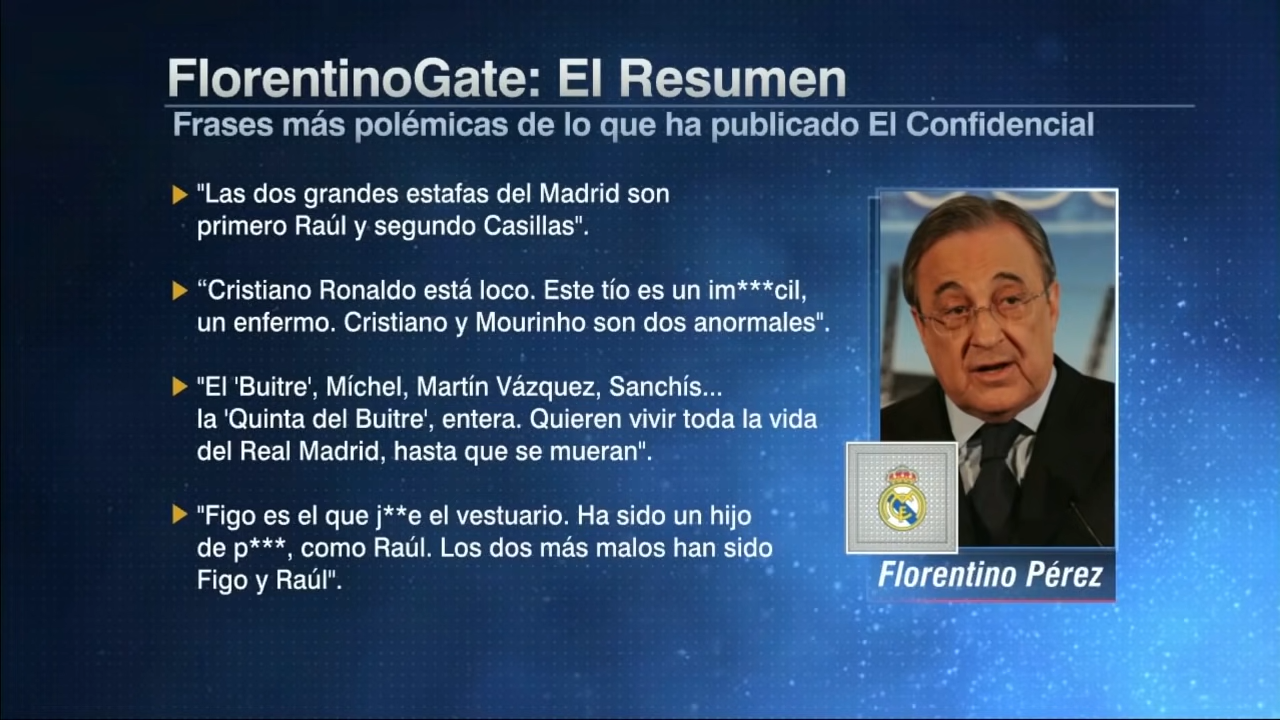 FlorentinoGate: El Resumen
Frases más polémicas de lo que ha publicado El Confidencial
"Las dos grandes estafas del Madrid son
primero Raúl y segundo Casillas".
“Cristiano Ronaldo está loco. Este tío es un im***cil,
un enfermo. Cristiano y Mourinho son dos anormales".
"El 'Buitre', Míchel, Martín Vázquez, Sanchís...
la 'Quinta del Buitre', entera. Quieren vivir toda la vida
del Real Madrid, hasta que se mueran".
"Figo es el que j**e el vestuario. Ha sido un hijo
de p***, como Raúl. Los dos más malos han sido
Figo y Raúl".
Florentino Pérez